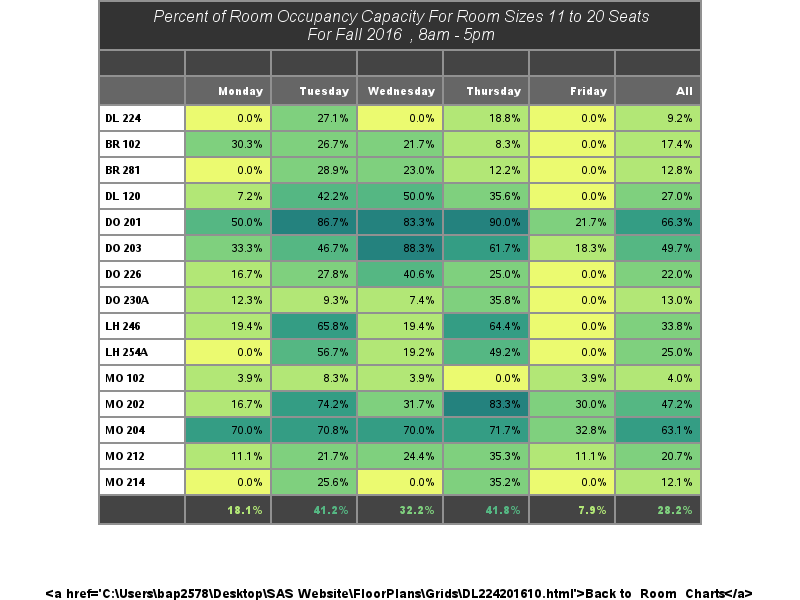 Percent of Room Occupancy Capacity For Room Sizes 11 to 20 Seats
For Fall 2016 , 8am - 5pm
Monday Tuesday Wednesday Thursday Friday All
DL 224 0.0% 27.1% 0.0% 18.8% 0.0% 9.2%
BR 102 30.3% 26.7% 21.7% 8.3% 0.0% 17.4%
BR 281 0.0% 28.9% 23.0% 12.2% 0.0% 12.8%
DL 120 7.2% 42.2% 50.0% 35.6% 0.0% 27.0%
DO 201 50.0% 86.7% 83.3% 90.0% 21.7% 66.3%
DO 203 33.3% 46.7% 88.3% 61.7% 18.3% 49.7%
DO 226 16.7% 27.8% 40.6% 25.0% 0.0% 22.0%
DO 230A 12.3% 9.3% 7.4% 35.8% 0.0% 13.0%
LH 246 19.4% 65.8% 19.4% 64.4% 0.0% 33.8%
LH 254A 0.0% 56.7% 19.2% 49.2% 0.0% 25.0%
MO 102 3.9% 8.3% 3.9% 0.0% 3.9% 4.0%
MO 202 16.7% 74.2% 31.7% 83.3% 30.0% 47.2%
MO 204 70.0% 70.8% 70.0% 71.7% 32.8% 63.1%
MO 212 11.1% 21.7% 24.4% 35.3% 11.1% 20.7%
MO 214 0.0% 25.6% 0.0% 35.2% 0.0% 12.1%
18.1% 41.2% 32.2% 41.8% 7.9% 28.2%
<a href='C:\Users\bap2578\Desktop\SAS Website\FloorPlans\Grids\DL224201610.html'>Back to Room Charts</a>